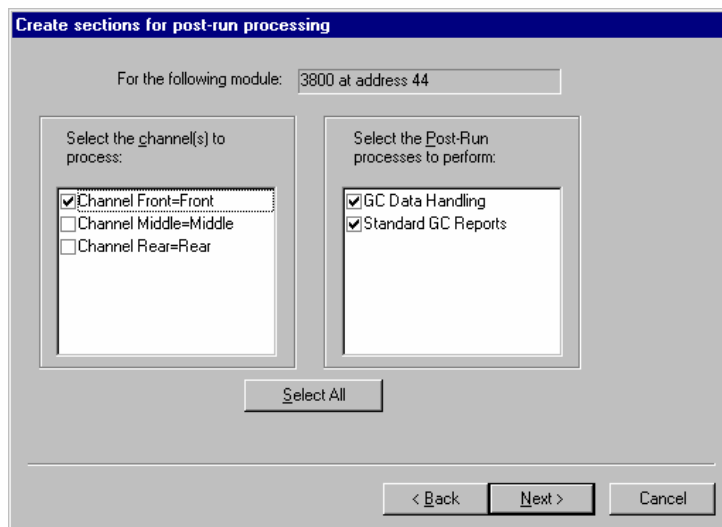 Create sections for post-run processing
For the following module:
3800 at address 44
Select the channel(s) to
process:
Channel Front=Front
Channel Middle=Middle
Channel Rear=Rear
Select the Post-Run
processes to perform:
GC Data Handling
Standard GC Reports
Select All
< Back
Next >
Cancel